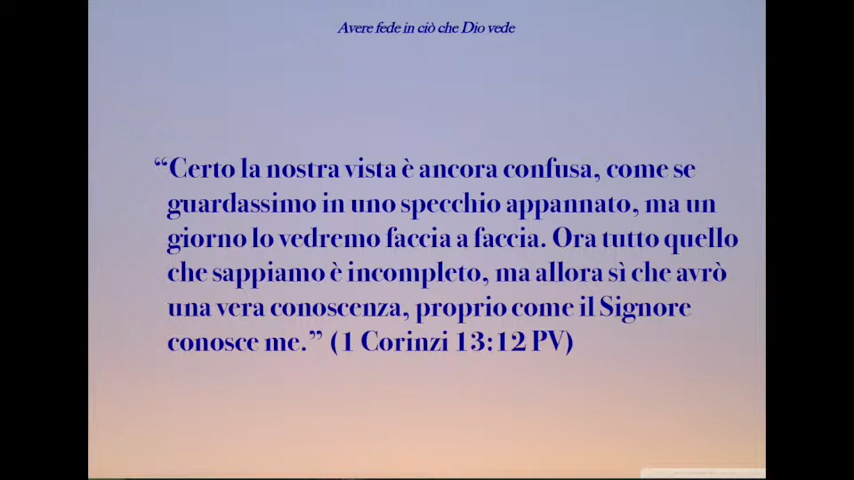 Avere fede in ciò che Dio vede
“Certo la nostra vista è ancora confusa, come se
guardassimo in uno specchio appannato, ma un
giorno lo vedremo faccia a faccia. Ora tutto quello
che sappiamo è incompleto, ma allora sì che avrò
una vera conoscenza, proprio come il Signore
conosce me.” (1 Corinzi 13:12 PV)